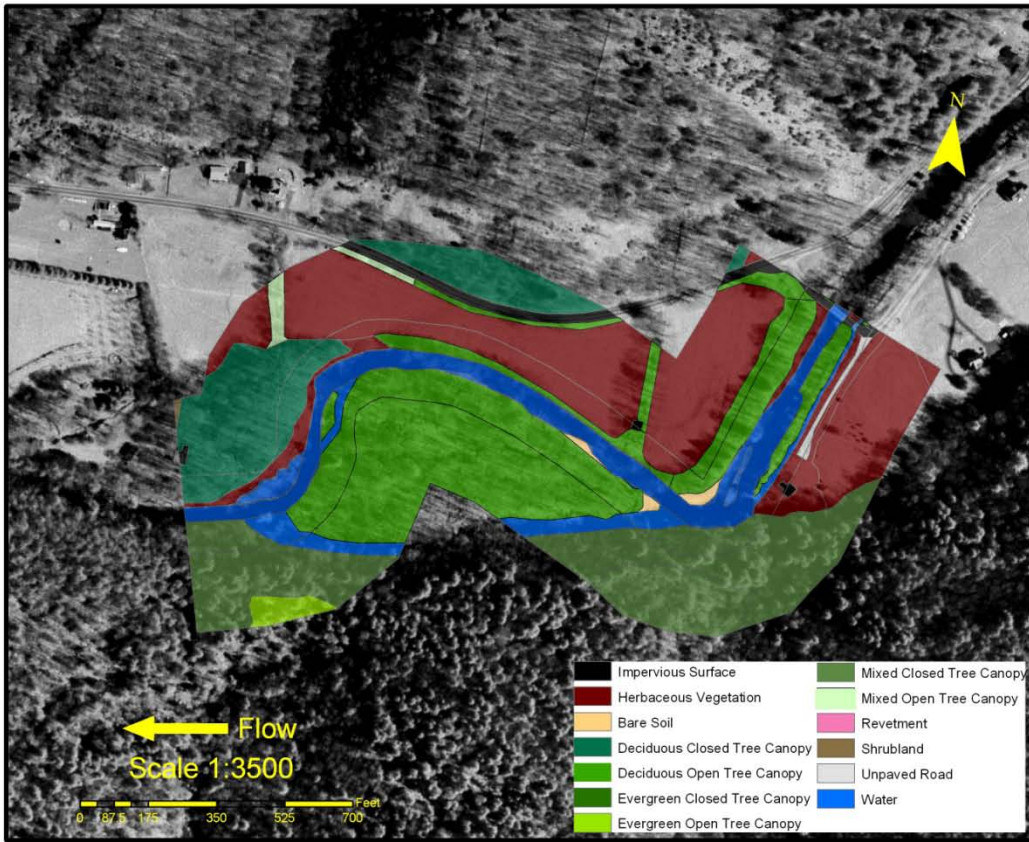 N
Flow
Scale 1:3500
Feet
0 87.5 175 350 525 700
Impervious Surface
Herbaceous Vegetation
Bare Soil
Deciduous Closed Tree Canopy
Deciduous Open Tree Canopy
Evergreen Closed Tree Canopy
Evergreen Open Tree Canopy
Mixed Closed Tree Canopy
Mixed Open Tree Canopy
Revetment
Shrubland
Unpaved Road
Water